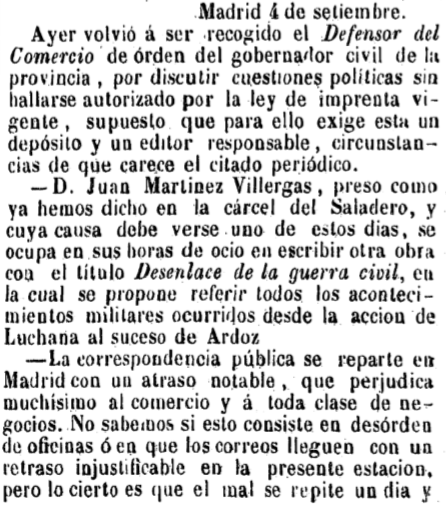 Madrid 4 de setiembre.
Ayer volvió á ser recogido el Defensor del
Comercio de órden del gobernador civil de la
provincia, por discutir cuestiones políticas sin
hallarse autorizado por la ley de imprenta vi-
gente, supuesto que para ello exige esta un
depósito y un editor responsable, circunstan-
cias de que carece el citado periódico.
—D. Juan Martinez Villergas, preso como
ya hemos dicho en la cárcel del Saladero, y
cuya causa debe verse uno de estos dias, se
ocupa en sus horas de ocio en escribir otra obra
con el título Desenlace de la guerra civil, en
la cual se propone referir todos los aconteci-
mientos militares ocurridos desde la accion de
Luchana al suceso de Ardoz
—La correspondencia pública se reparte en
Madrid con un atraso notable, que perjudica
muchísimo al comercio y á toda clase de ne-
gocios. No sabemos si esto consiste en desórden
de oficinas ó en que los correos lleguen con un
retraso injustificable en la presente estacion,
pero lo cierto es que el mal se repite un dia y